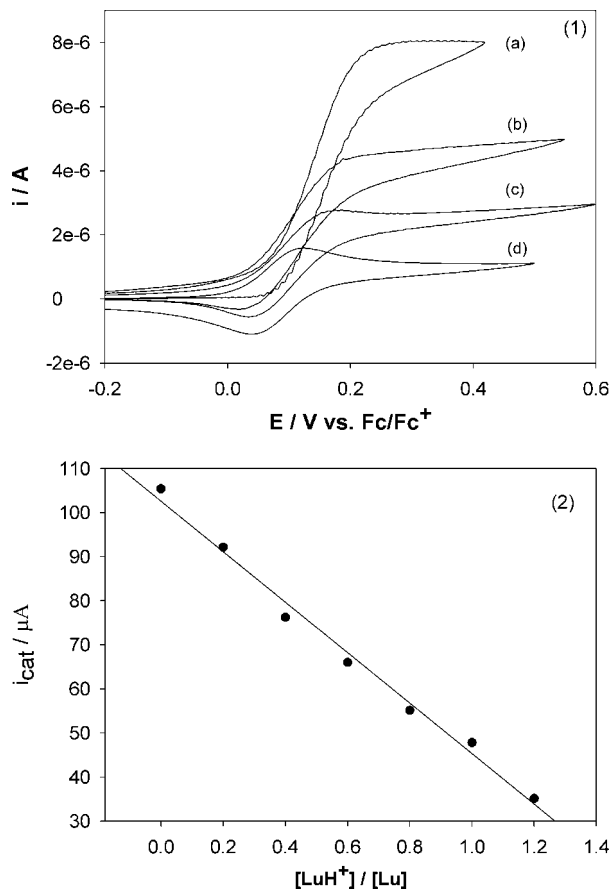 (1)
8e-6
6e-6
4e-6
2e-6
0
-2e-6
i / A
(a)
(b)
(c)
(d)
-0.2
0.0
0.2
0.4
0.6
E / V vs. Fc/Fc⁺
(2)
110
100
90
80
70
60
50
40
30
i_cat / μA
0.0
0.2
0.4
0.6
0.8
1.0
1.2
1.4
[LuH⁺] / [Lu]